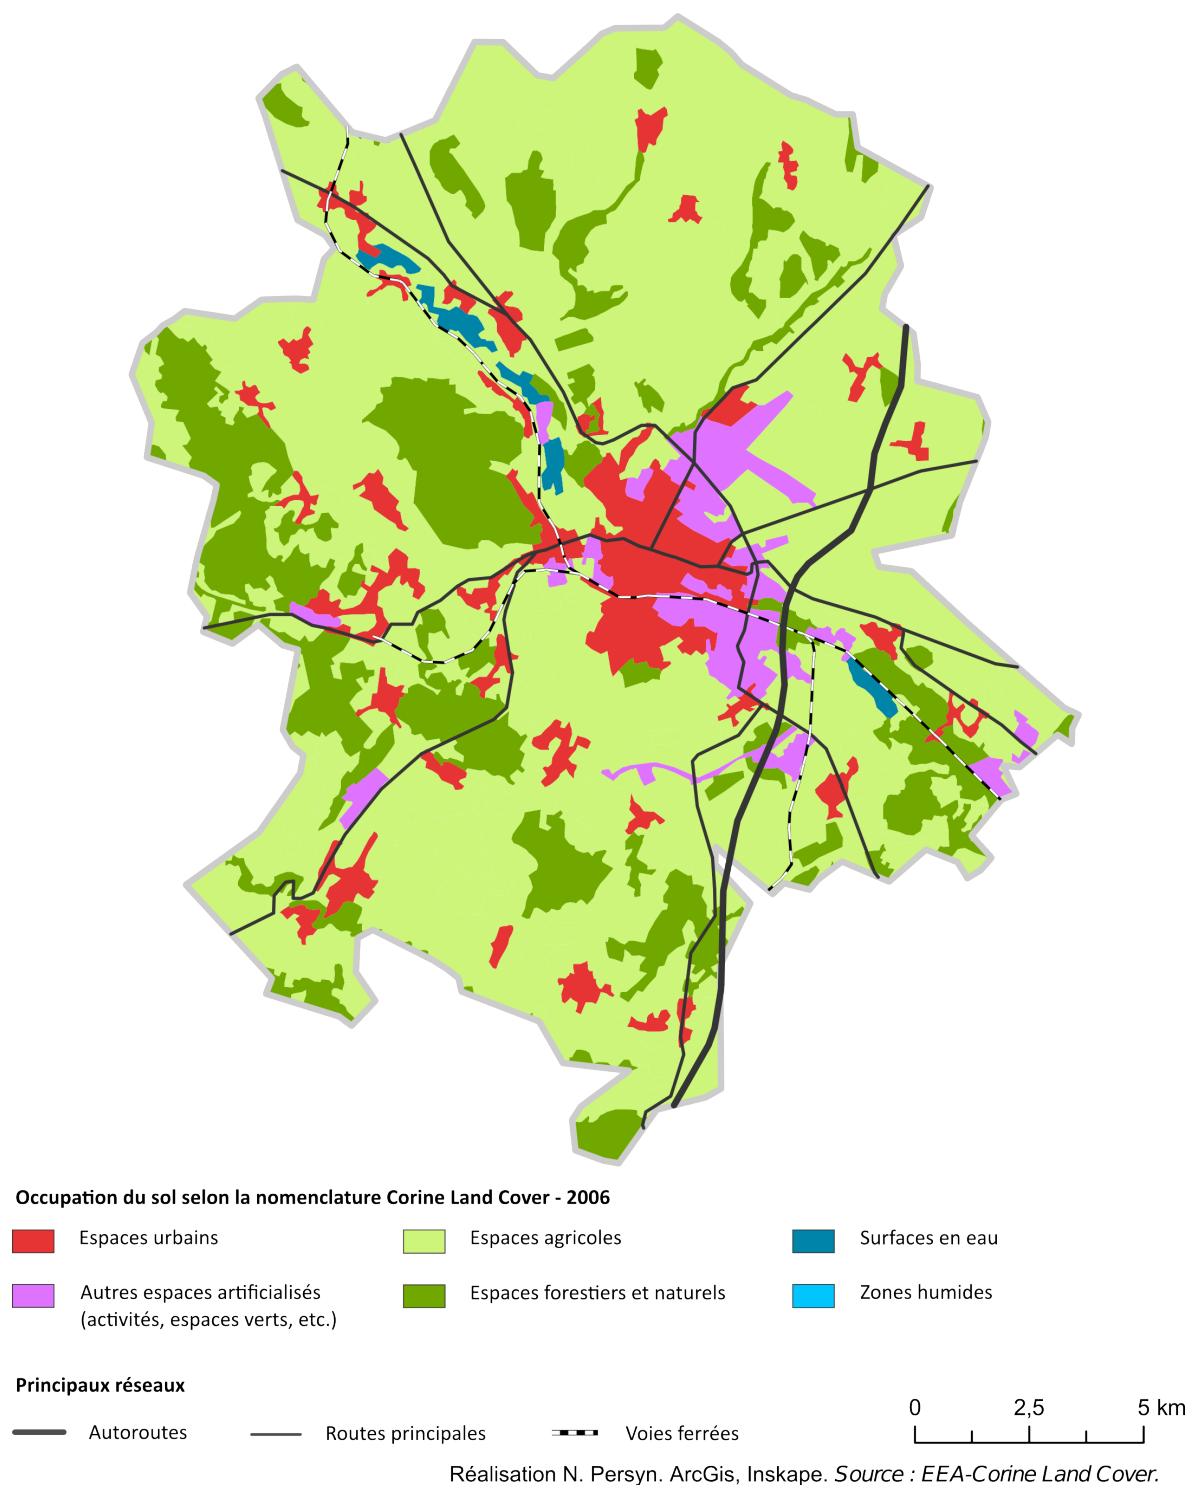 Occupation du sol selon la nomenclature Corine Land Cover - 2006
Espaces urbains
Espaces agricoles
Surfaces en eau
Autres espaces artificialisés
(activités, espaces verts, etc.)
Espaces forestiers et naturels
Zones humides
Principaux réseaux
Autoroutes
Routes principales
Voies ferrées
0 2,5 5 km
Réalisation N. Persyn. ArcGis, Inskape. Source : EEA-Corine Land Cover.